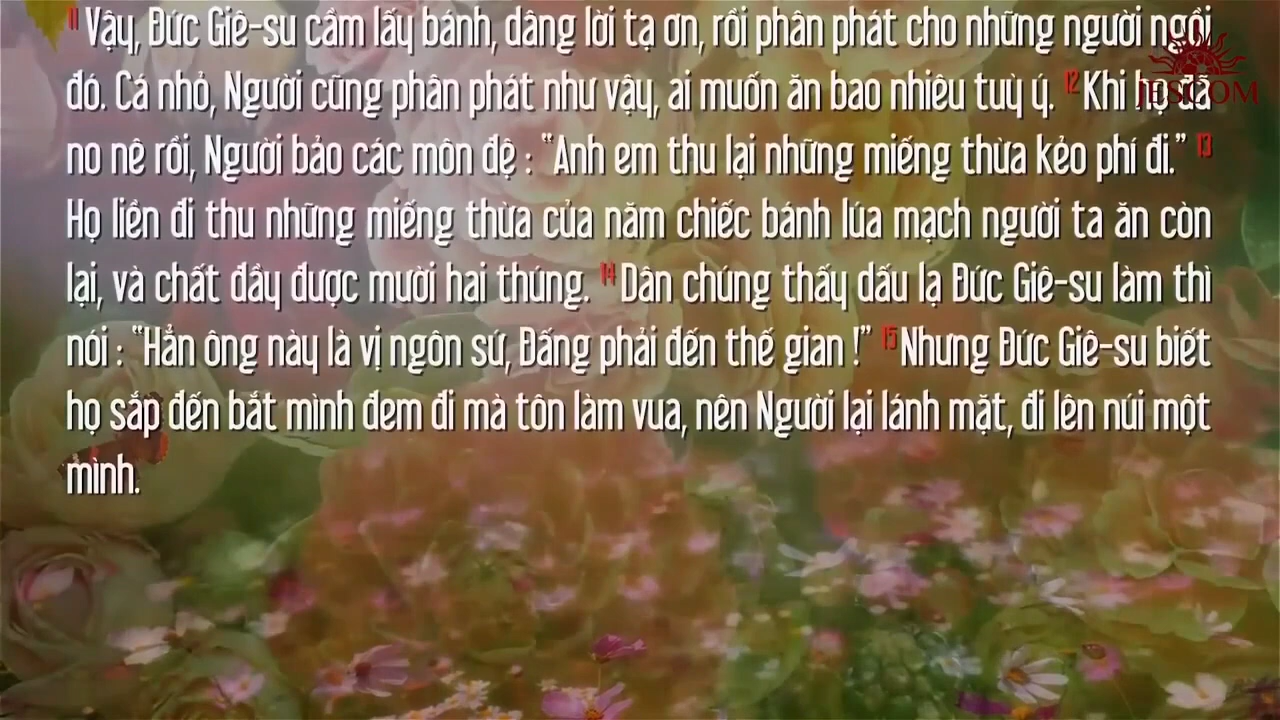 11 Vậy, Đức Giê-su cầm lấy bánh, dâng lời tạ ơn, rồi phân phát cho những người ngồi
đó. Cá nhỏ, Người cũng phân phát như vậy, ai muốn ăn bao nhiêu tuỳ ý. 12 Khi họ đã
no nê rồi, Người bảo các môn đệ : “Anh em thu lại những miếng thừa kẻo phí đi.” 13
Họ liền đi thu những miếng thừa của năm chiếc bánh lúa mạch người ta ăn còn
lại, và chất đầy được mười hai thúng. 14 Dân chúng thấy dấu lạ Đức Giê-su làm thì
nói : “Hẳn ông này là vị ngôn sứ, Đấng phải đến thế gian !” 15 Nhưng Đức Giê-su biết
họ sắp đến bắt mình đem đi mà tôn làm vua, nên Người lại lánh mặt, đi lên núi một
mình.
JESCOM